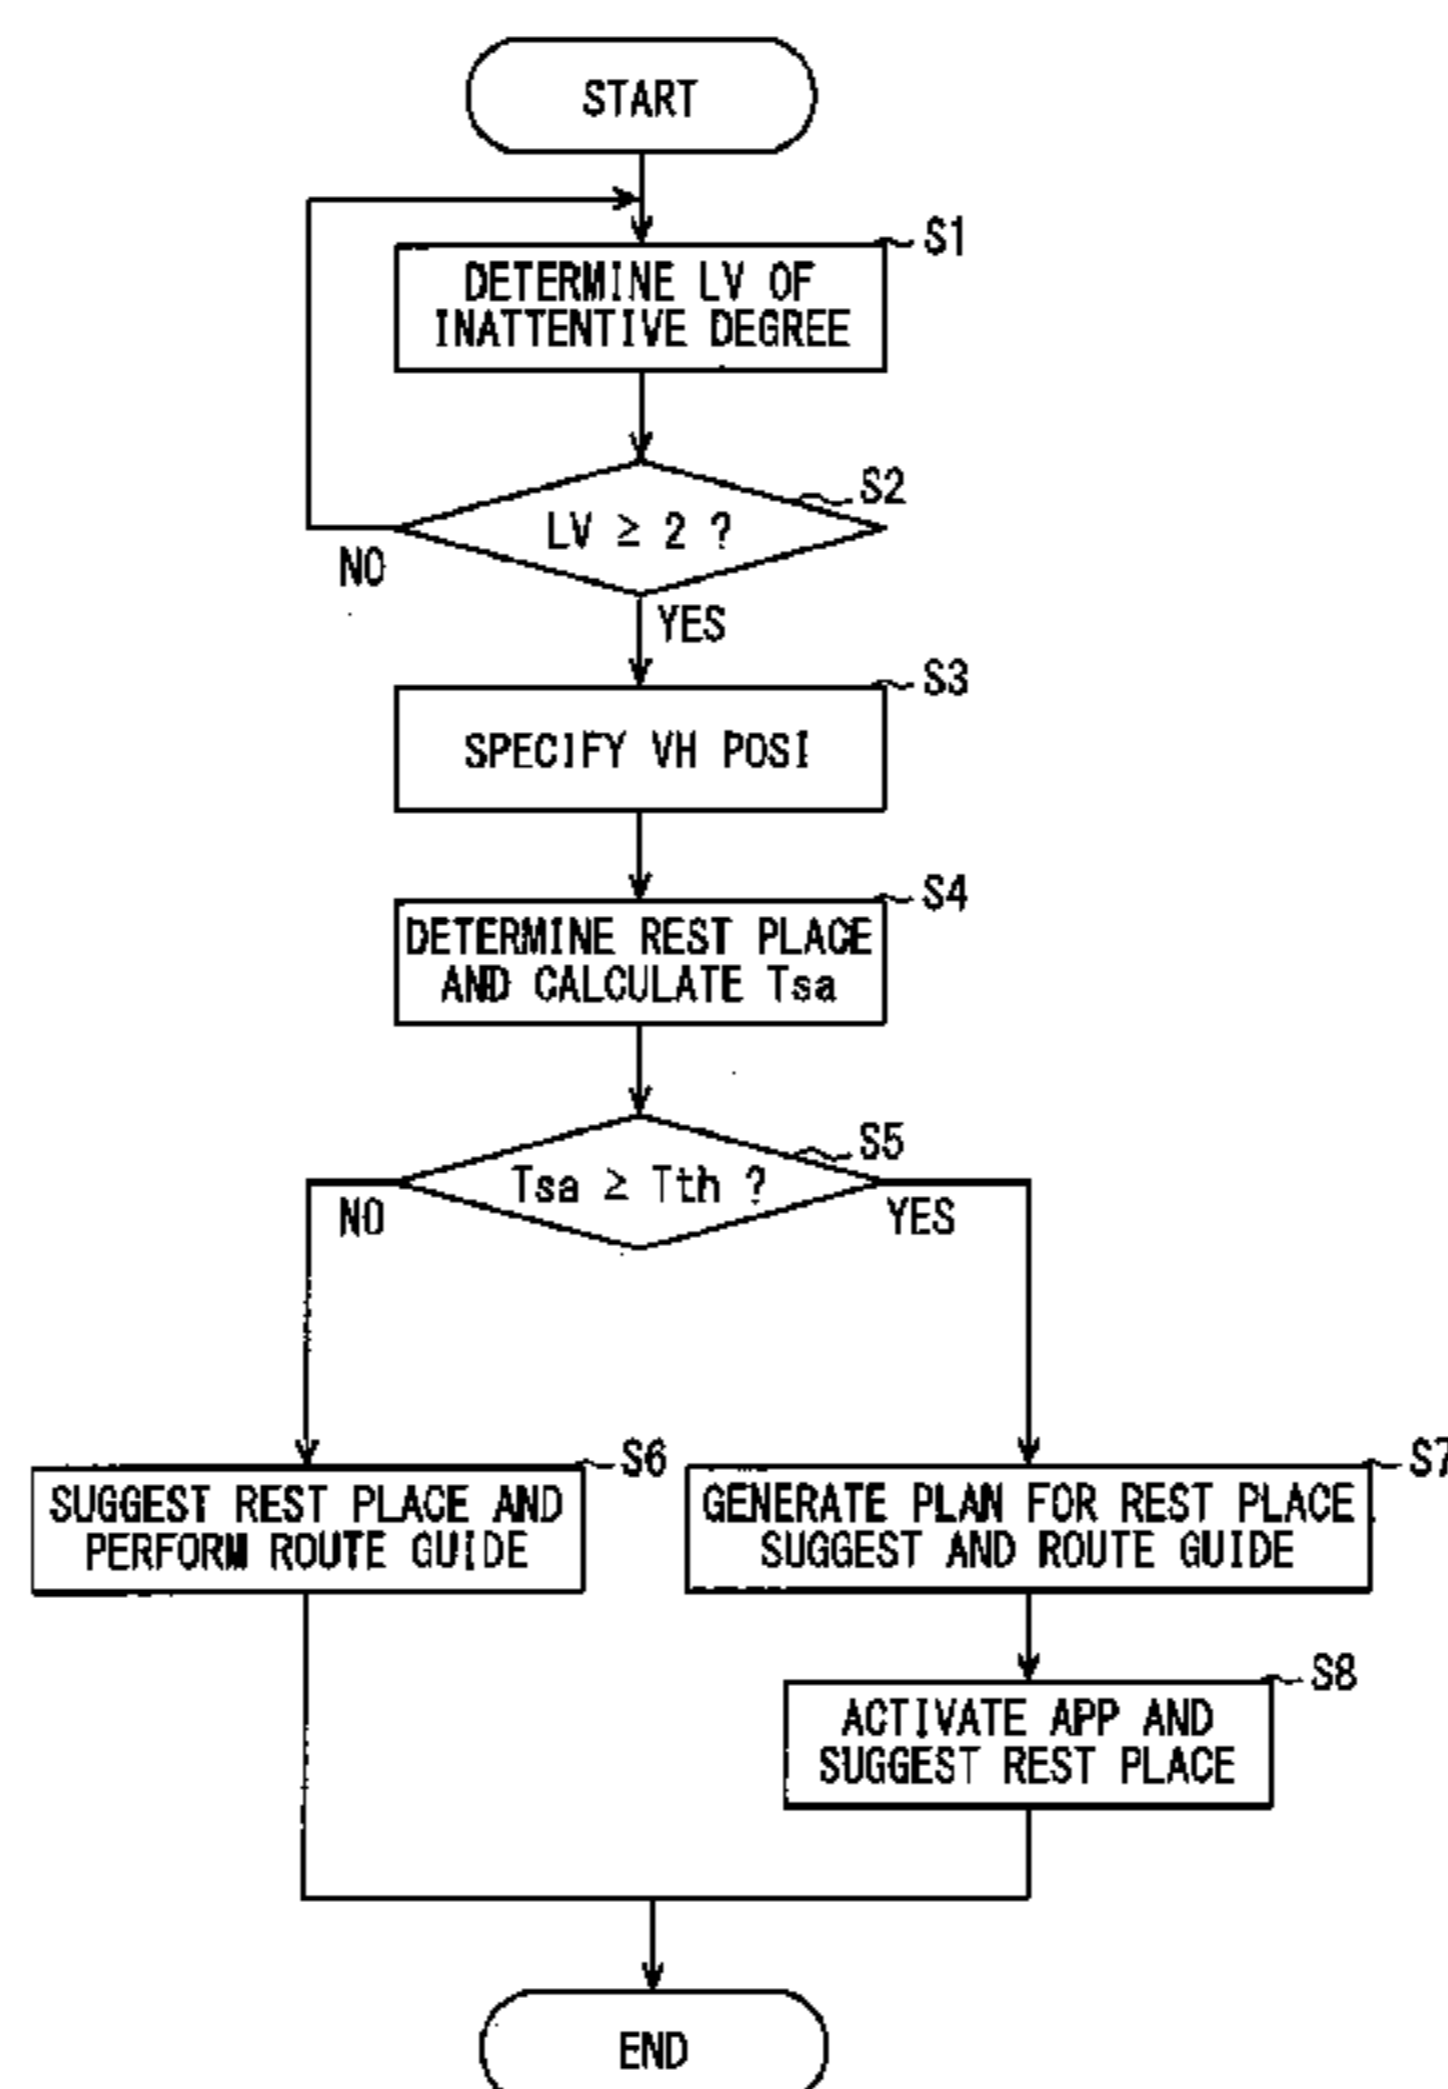 START
S1
DETERMINE LV OF
INATTENTIVE DEGREE
S2
LV ≥ 2 ?
NO
YES
S3
SPECIFY VH POSI
S4
DETERMINE REST PLACE
AND CALCULATE Tsa
S5
Tsa ≥ Tth ?
NO
YES
S6
SUGGEST REST PLACE AND
PERFORM ROUTE GUIDE
S7
GENERATE PLAN FOR REST PLACE
SUGGEST AND ROUTE GUIDE
S8
ACTIVATE APP AND
SUGGEST REST PLACE
END